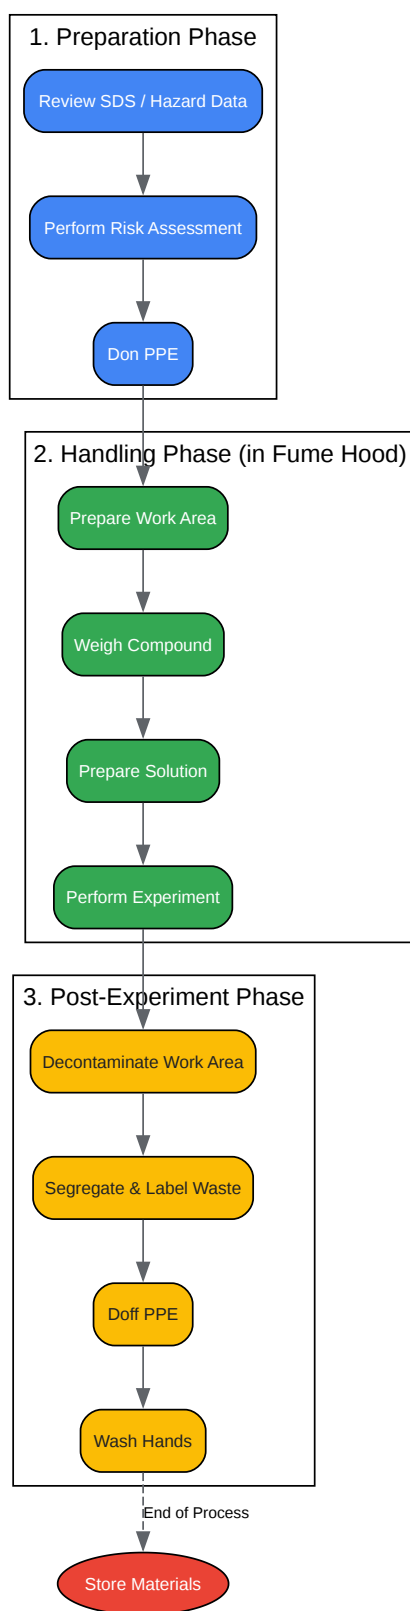 1. Preparation Phase
Review SDS / Hazard Data
Perform Risk Assessment
Don PPE
2. Handling Phase (in Fume Hood)
Prepare Work Area
Weigh Compound
Prepare Solution
Perform Experiment
3. Post-Experiment Phase
Decontaminate Work Area
Segregate & Label Waste
Doff PPE
Wash Hands
End of Process
Store Materials